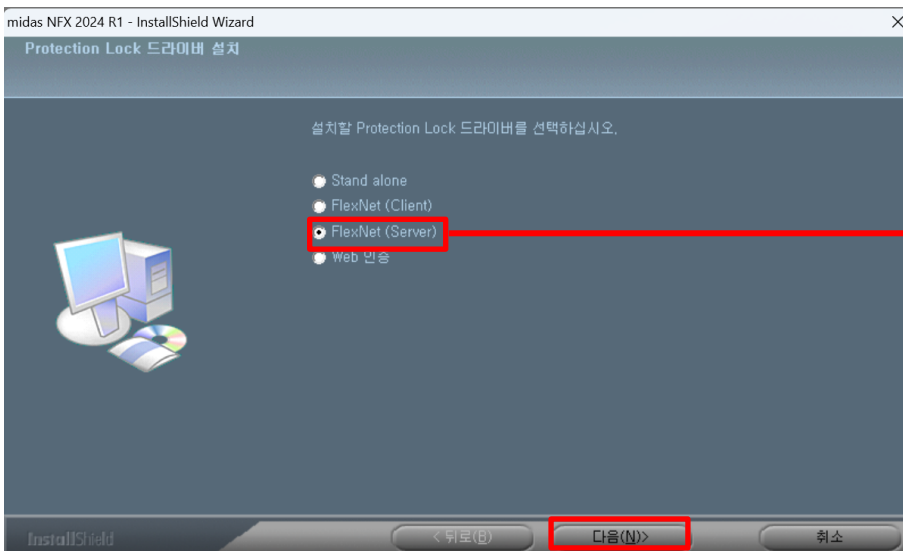 midas NFX 2024 R1 - InstallShield Wizard
Protection Lock 드라이버 설치
설치할 Protection Lock 드라이버를 선택하십시오.
Stand alone
FlexNet (Client)
FlexNet (Server)
Web 인증
InstallShield
< 뒤로(B)
다음(N)>
취소